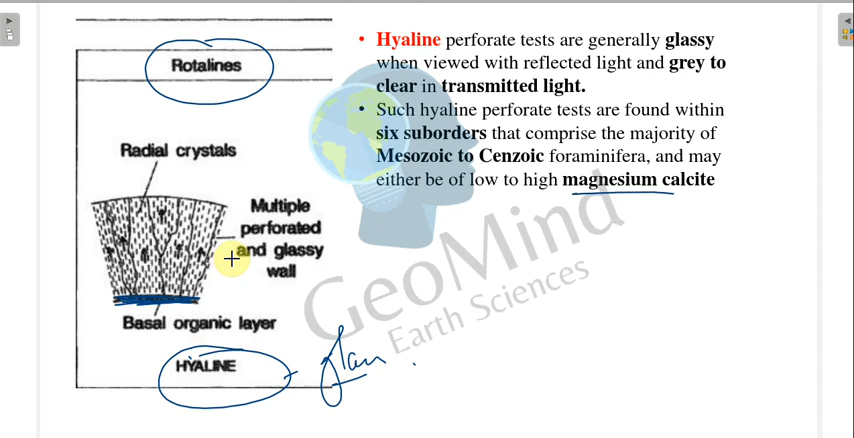 Rotalines
Radial crystals
Multiple
perforated
and glassy
wall
Basal organic layer
HYALINE
• Hyaline perforate tests are generally glassy
when viewed with reflected light and grey to
clear in transmitted light.
• Such hyaline perforate tests are found within
six suborders that comprise the majority of
Mesozoic to Cenzoic foraminifera, and may
either be of low to high magnesium calcite
GeoMind
Earth Sciences